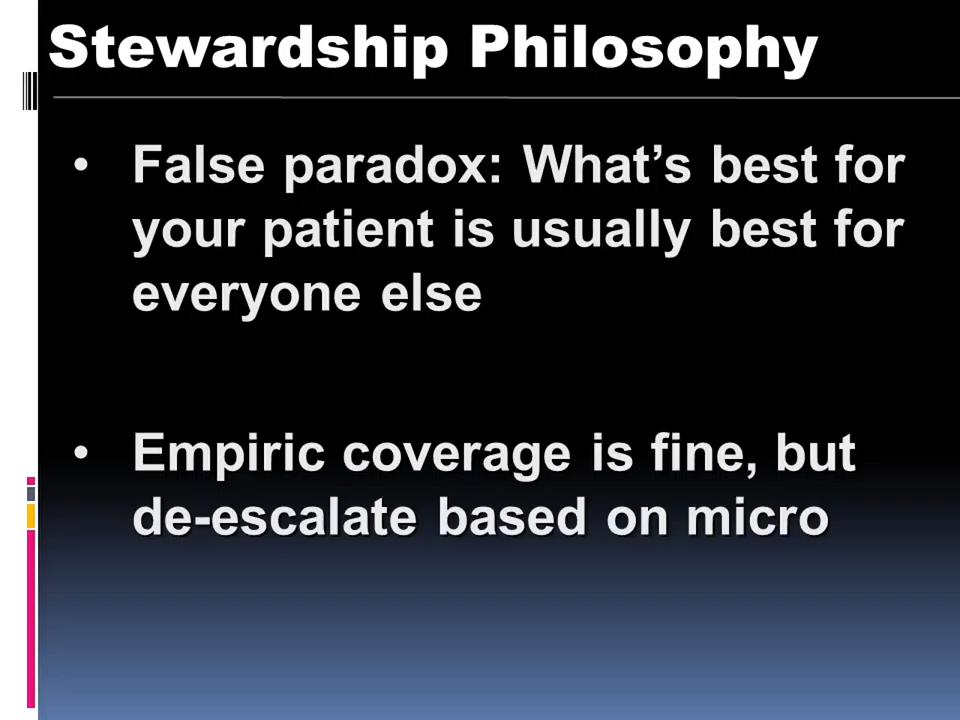 Stewardship Philosophy
• False paradox: What’s best for
your patient is usually best for
everyone else
• Empiric coverage is fine, but
de-escalate based on micro